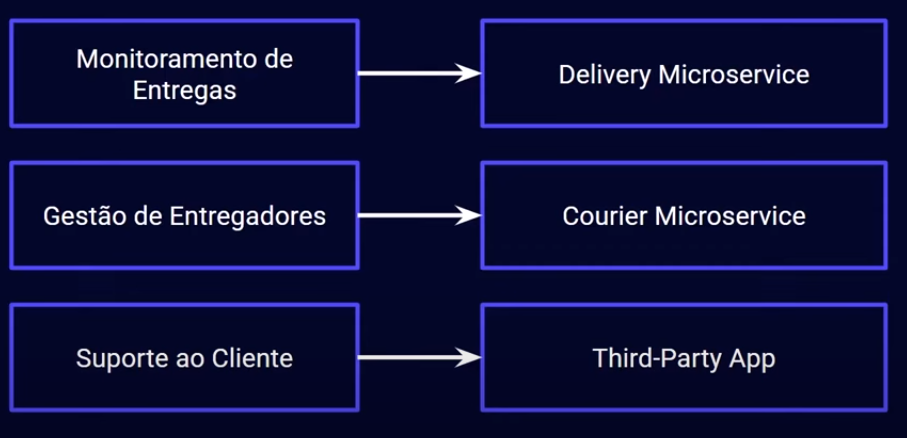 Monitoramento de
Entregas
Delivery Microservice
Gestão de Entregadores
Courier Microservice
Suporte ao Cliente
Third-Party App